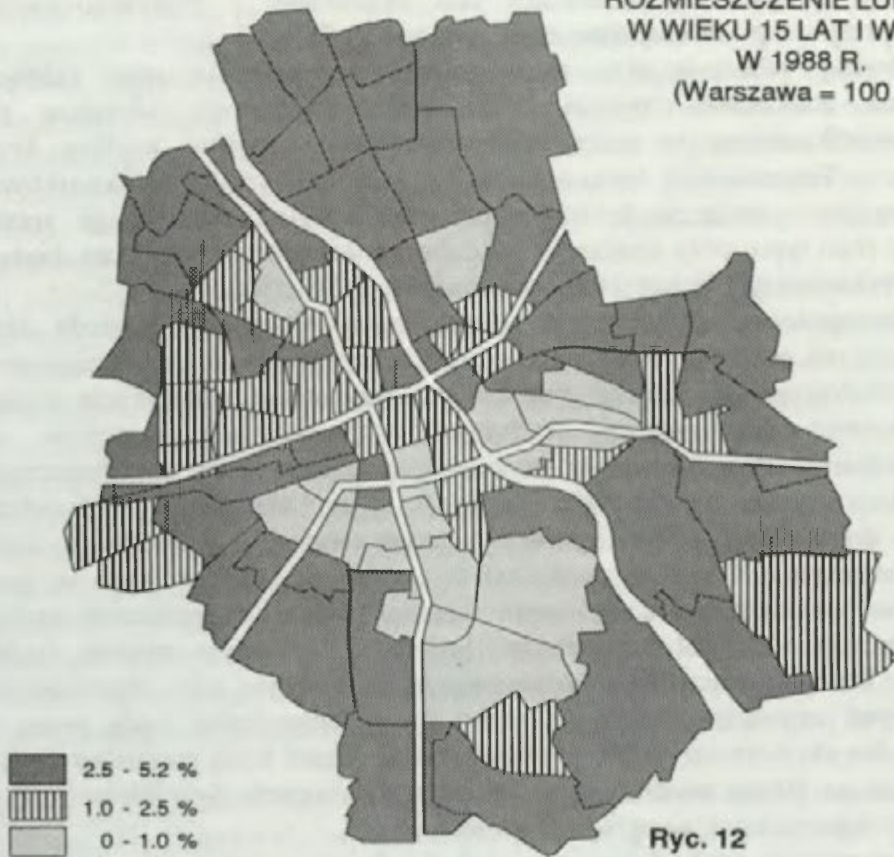 W WIEKU 15 LAT I W
W 1988 R.
(Warszawa = 100
2.5 - 5.2 %
1.0 - 2.5 %
0 - 1.0 %
Ryc. 12